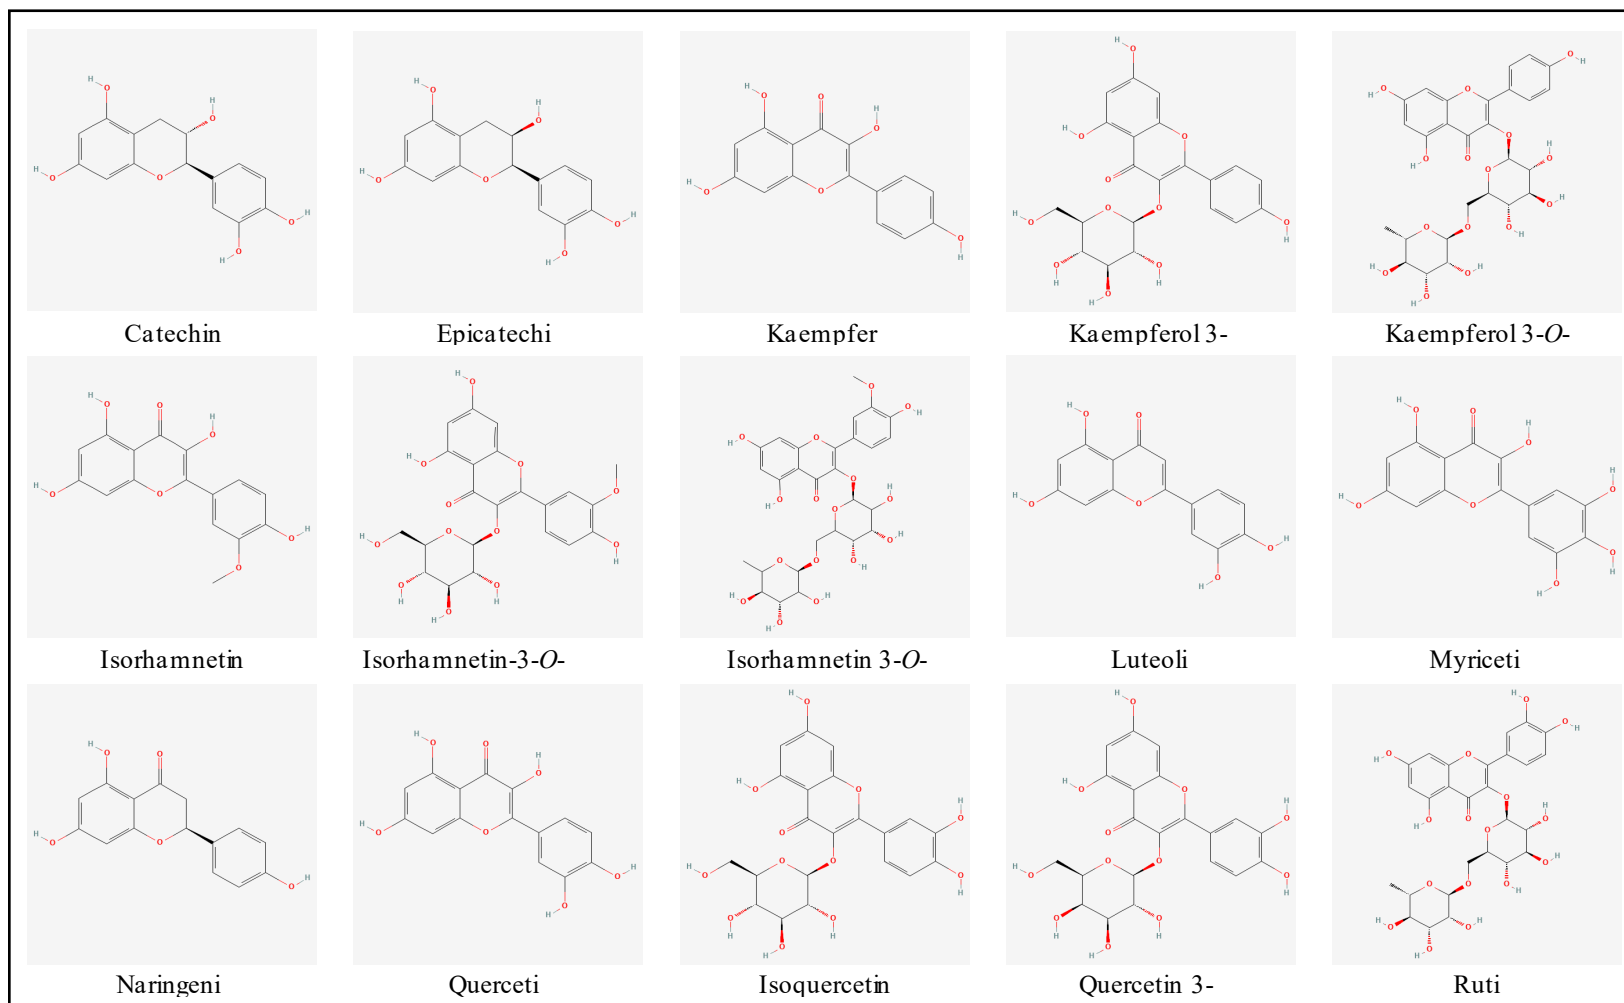 Catechin
Epicatechi
Kaempfer
Kaempferol 3-
Kaempferol 3-O-
Isorhamnetin
Isorhamnetin-3-O-
Isorhamnetin 3-O-
Luteoli
Myriceti
Naringeni
Querceti
Isoquercetin
Quercetin 3-
Ruti